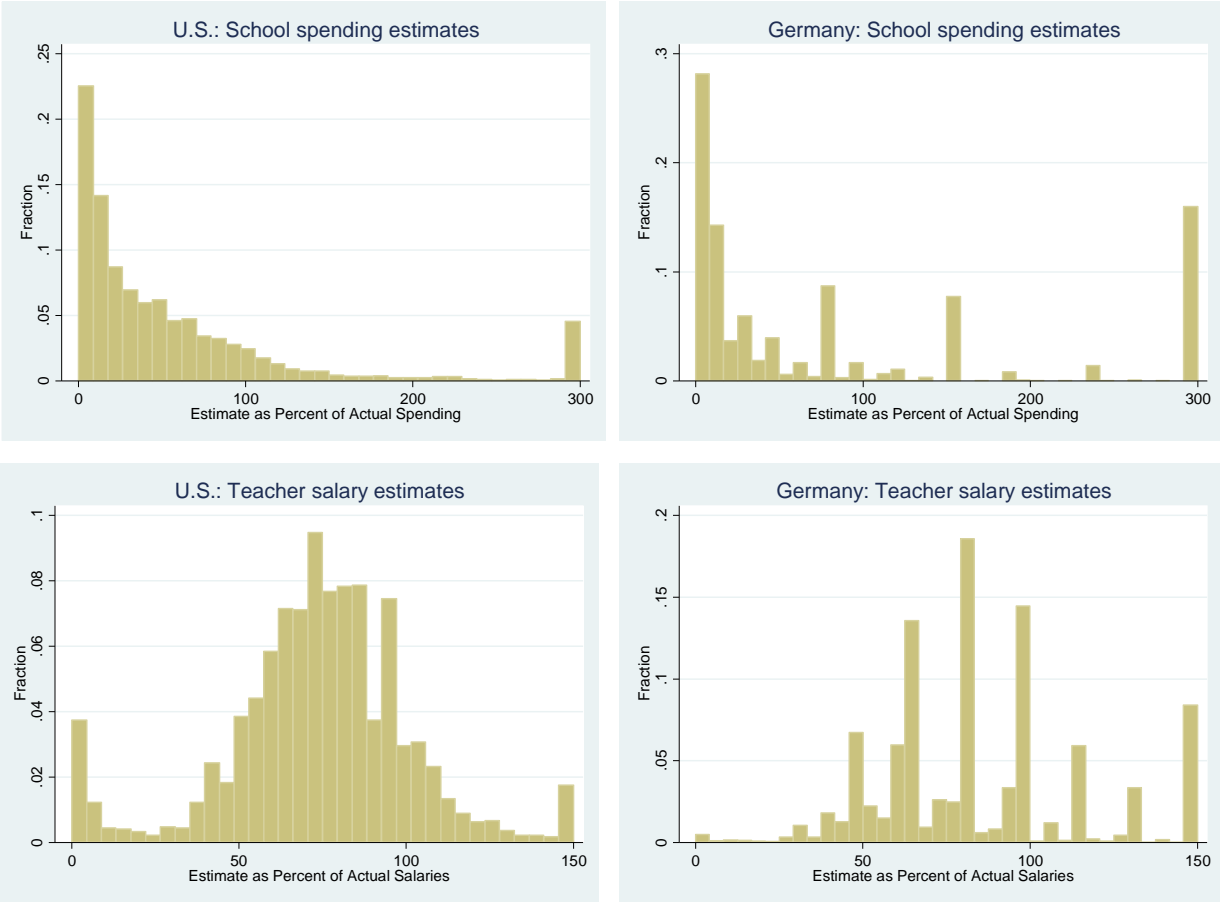 U.S.: School spending estimates
.25
.2
.15
.1
.05
0
Fraction
0 100 200 300
Estimate as Percent of Actual Spending
Germany: School spending estimates
.3
.2
.1
0
Fraction
0 100 200 300
Estimate as Percent of Actual Spending
U.S.: Teacher salary estimates
.1
.08
.06
.04
.02
0
Fraction
0 50 100 150
Estimate as Percent of Actual Salaries
Germany: Teacher salary estimates
.2
.15
.1
.05
0
Fraction
0 50 100 150
Estimate as Percent of Actual Salaries